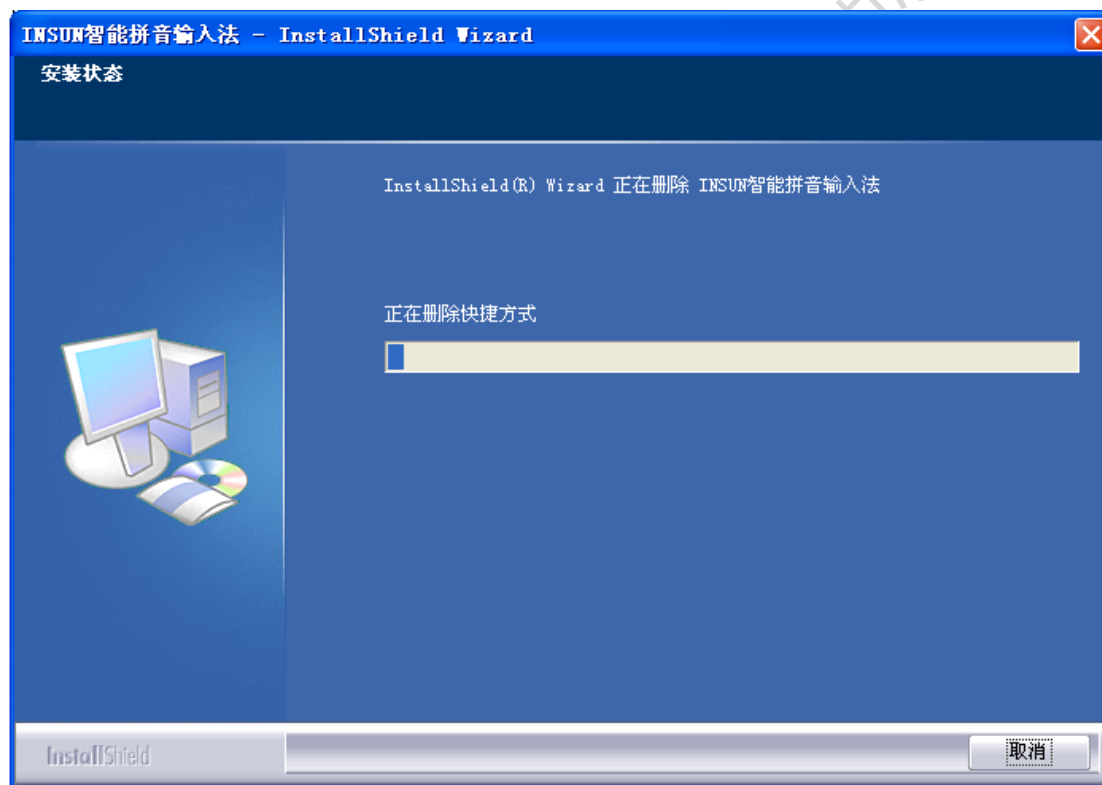 INSUN智能拼音输入法 - InstallShield Wizard
安装状态
InstallShield(R) Wizard 正在删除 INSUN智能拼音输入法
正在删除快捷方式
InstallShield
取消